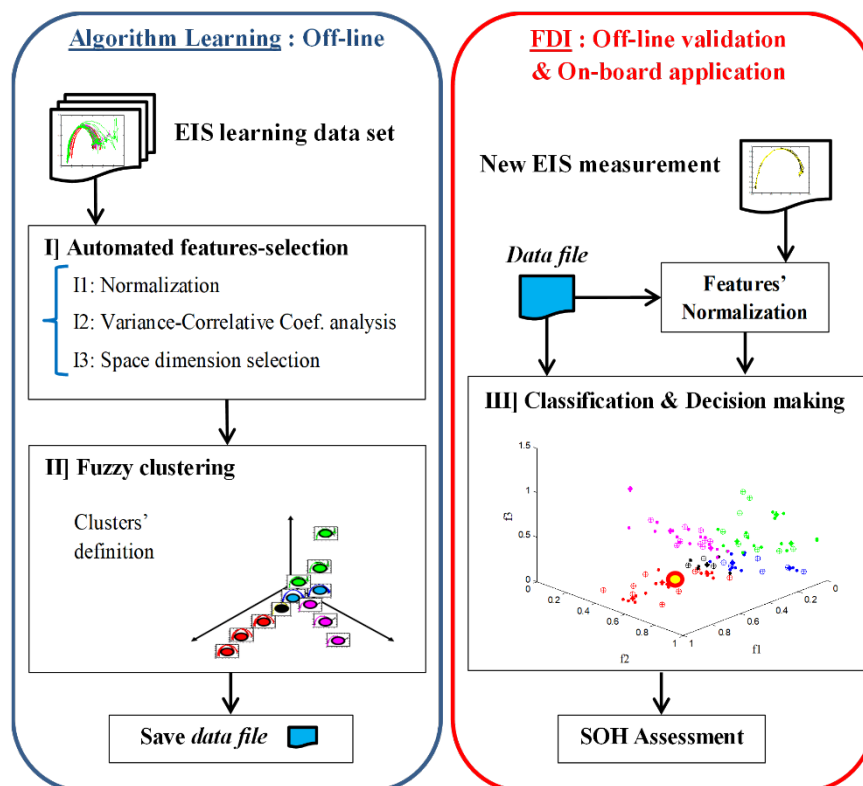 Algorithm Learning : Off-line
EIS learning data set
I] Automated features-selection
I1: Normalization
I2: Variance-Correlative Coef. analysis
I3: Space dimension selection
II] Fuzzy clustering
Clusters'
definition
Save data file
FDI : Off-line validation
& On-board application
New EIS measurement
Data file
Features'
Normalization
III] Classification & Decision making
1.5
1
0.5
0
f3
0
0.2
0.4
0.6
0.8
1
f2
1
0.8
0.6
0.4
0.2
0
f1
SOH Assessment